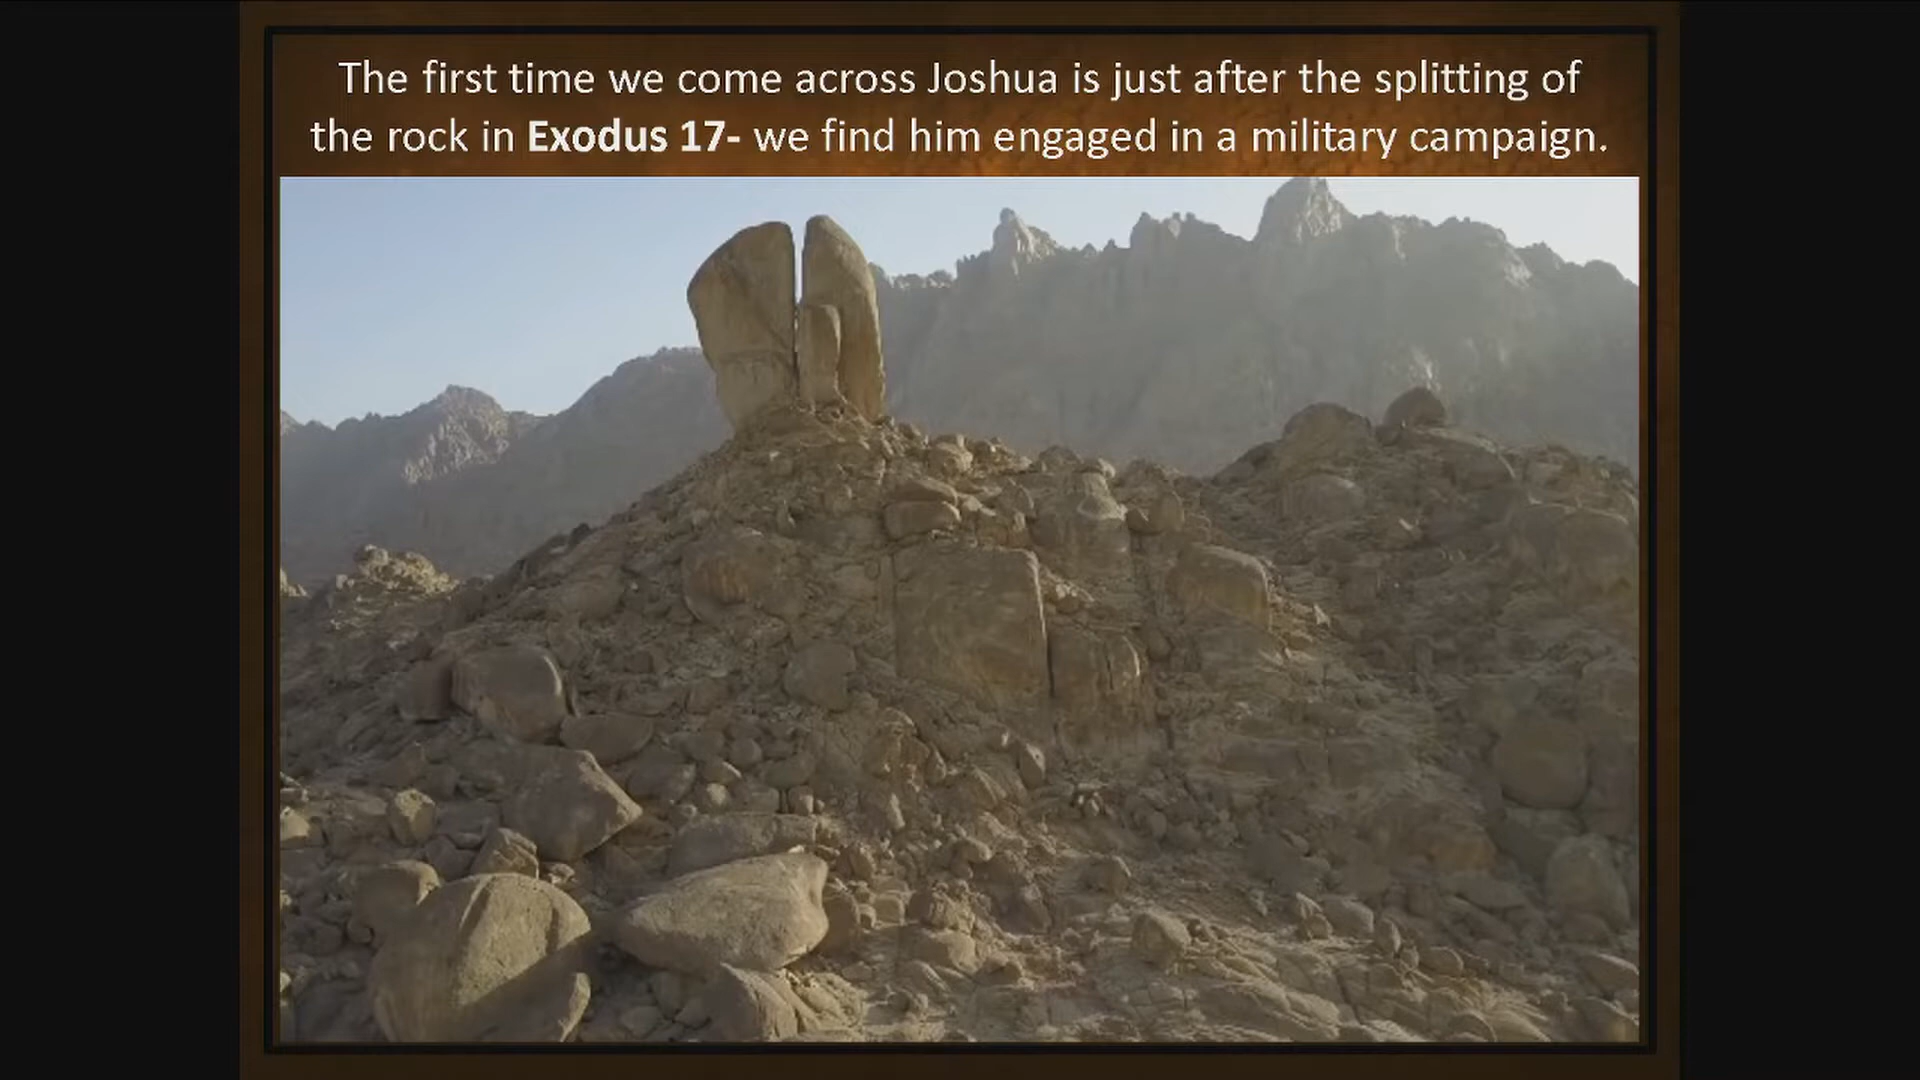 The first time we come across Joshua is just after the splitting of
the rock in Exodus 17- we find him engaged in a military campaign.